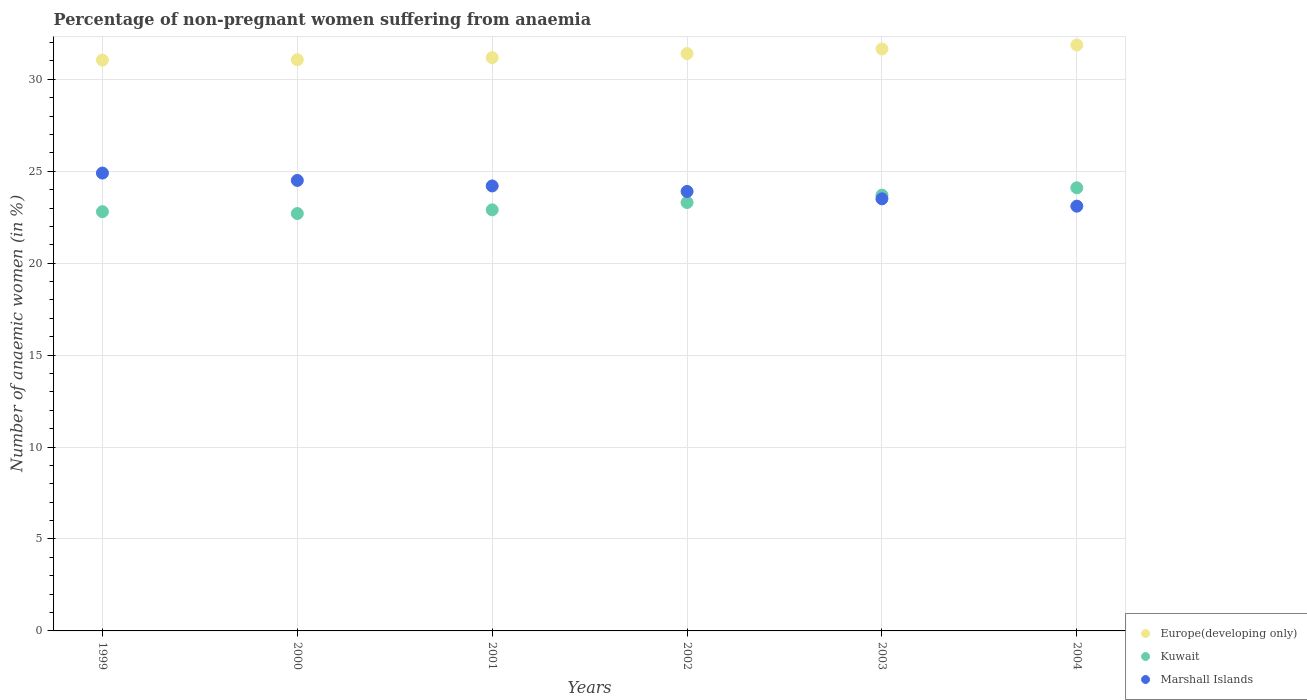 Percentage of non-pregnant women suffering from anaemia
Number of anaemic women (in %)
30
25
20
15
10
5
0
1999
2000
2001
2002
2003
2004
Years
Europe(developing only)
Kuwait
Marshall Islands